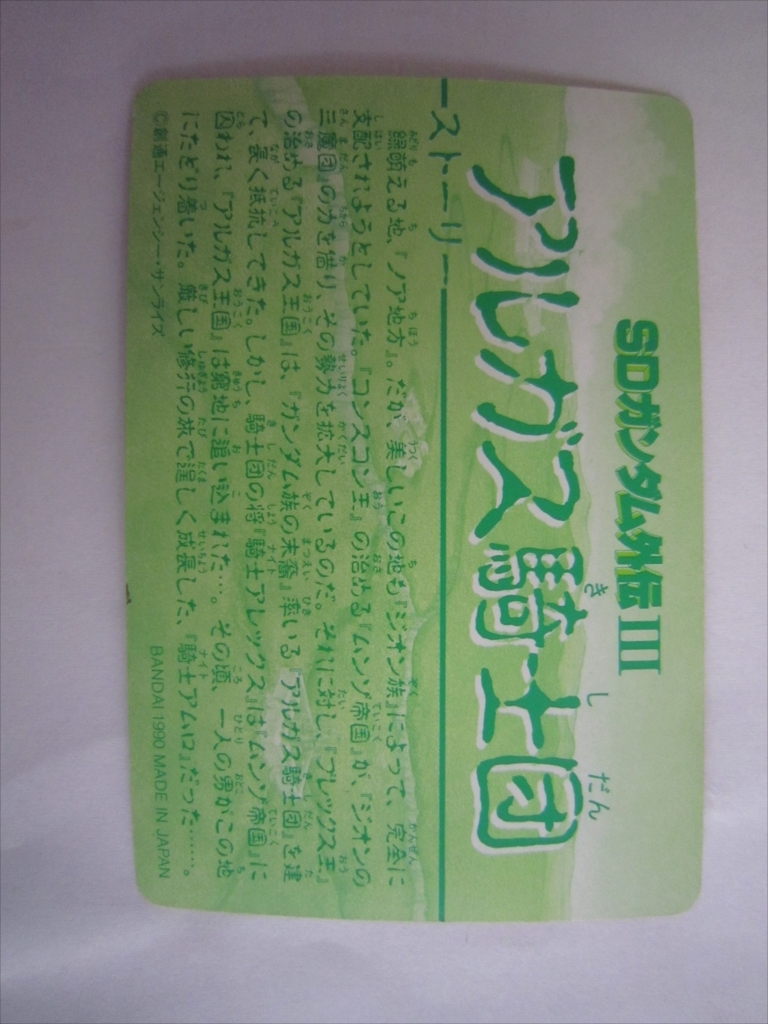 SDガンダム外伝III
アルガス騎士団
きしだん
ストーリー
緑萌える地、『ノア地方』。だが、美しいこの地も『ジオン族』によって、完全に
支配されようとしていた。『コンスコン王』の治める『ムンゾ帝国』が、『ジオンの
三魔団』の力を借り、その勢力を拡大しているのだ。それに対し、『ブレックス王』
の治める『アルガス王国』は、『ガンダム族の末裔』率いる『アルガス騎士団』を建
て、長く抵抗してきた。しかし、騎士団の将『騎士アレックス』は『ムンゾ帝国』に
囚われ、『アルガス王国』は窮地に追い込まれた…。その頃、一人の男がこの地
にたどり着いた。厳しい修行の旅で逞しく成長した、『騎士アムロ』だった……。
©創通エージェンシー・サンライズ
BANDAI 1990 MADE IN JAPAN